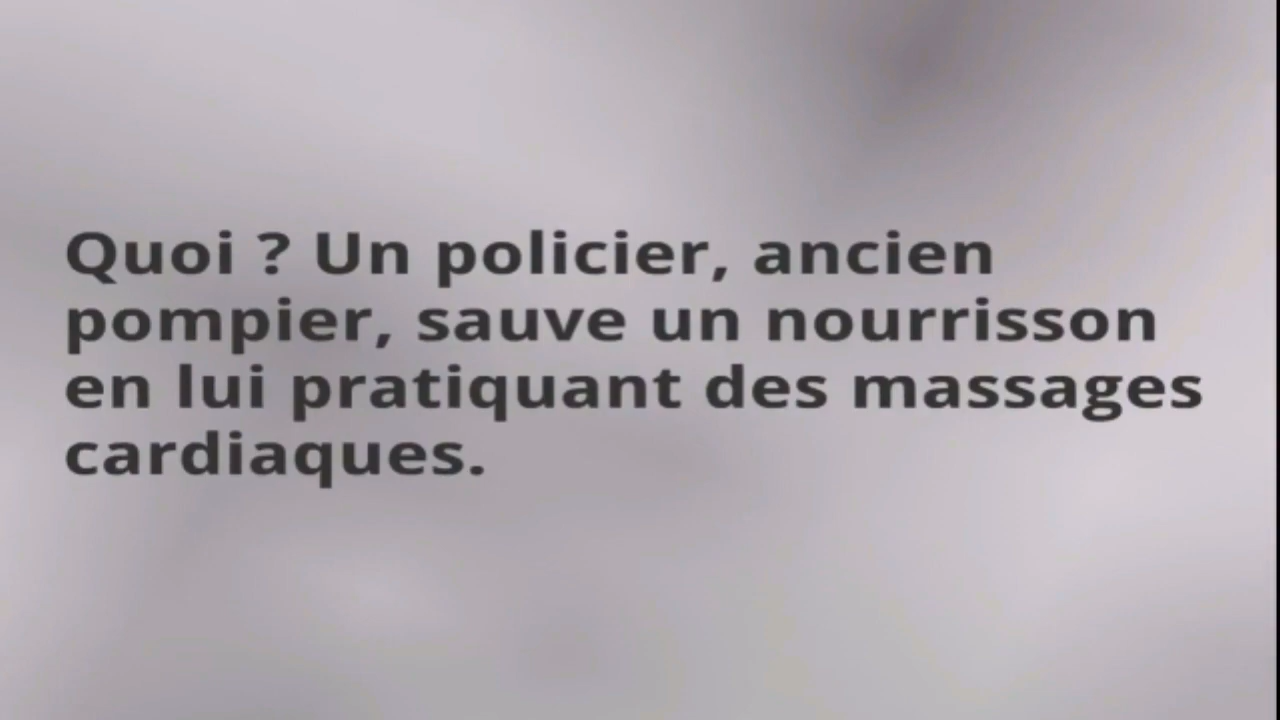 Quoi ? Un policier, ancien
pompier, sauve un nourrisson
en lui pratiquant des massages
cardiaques.